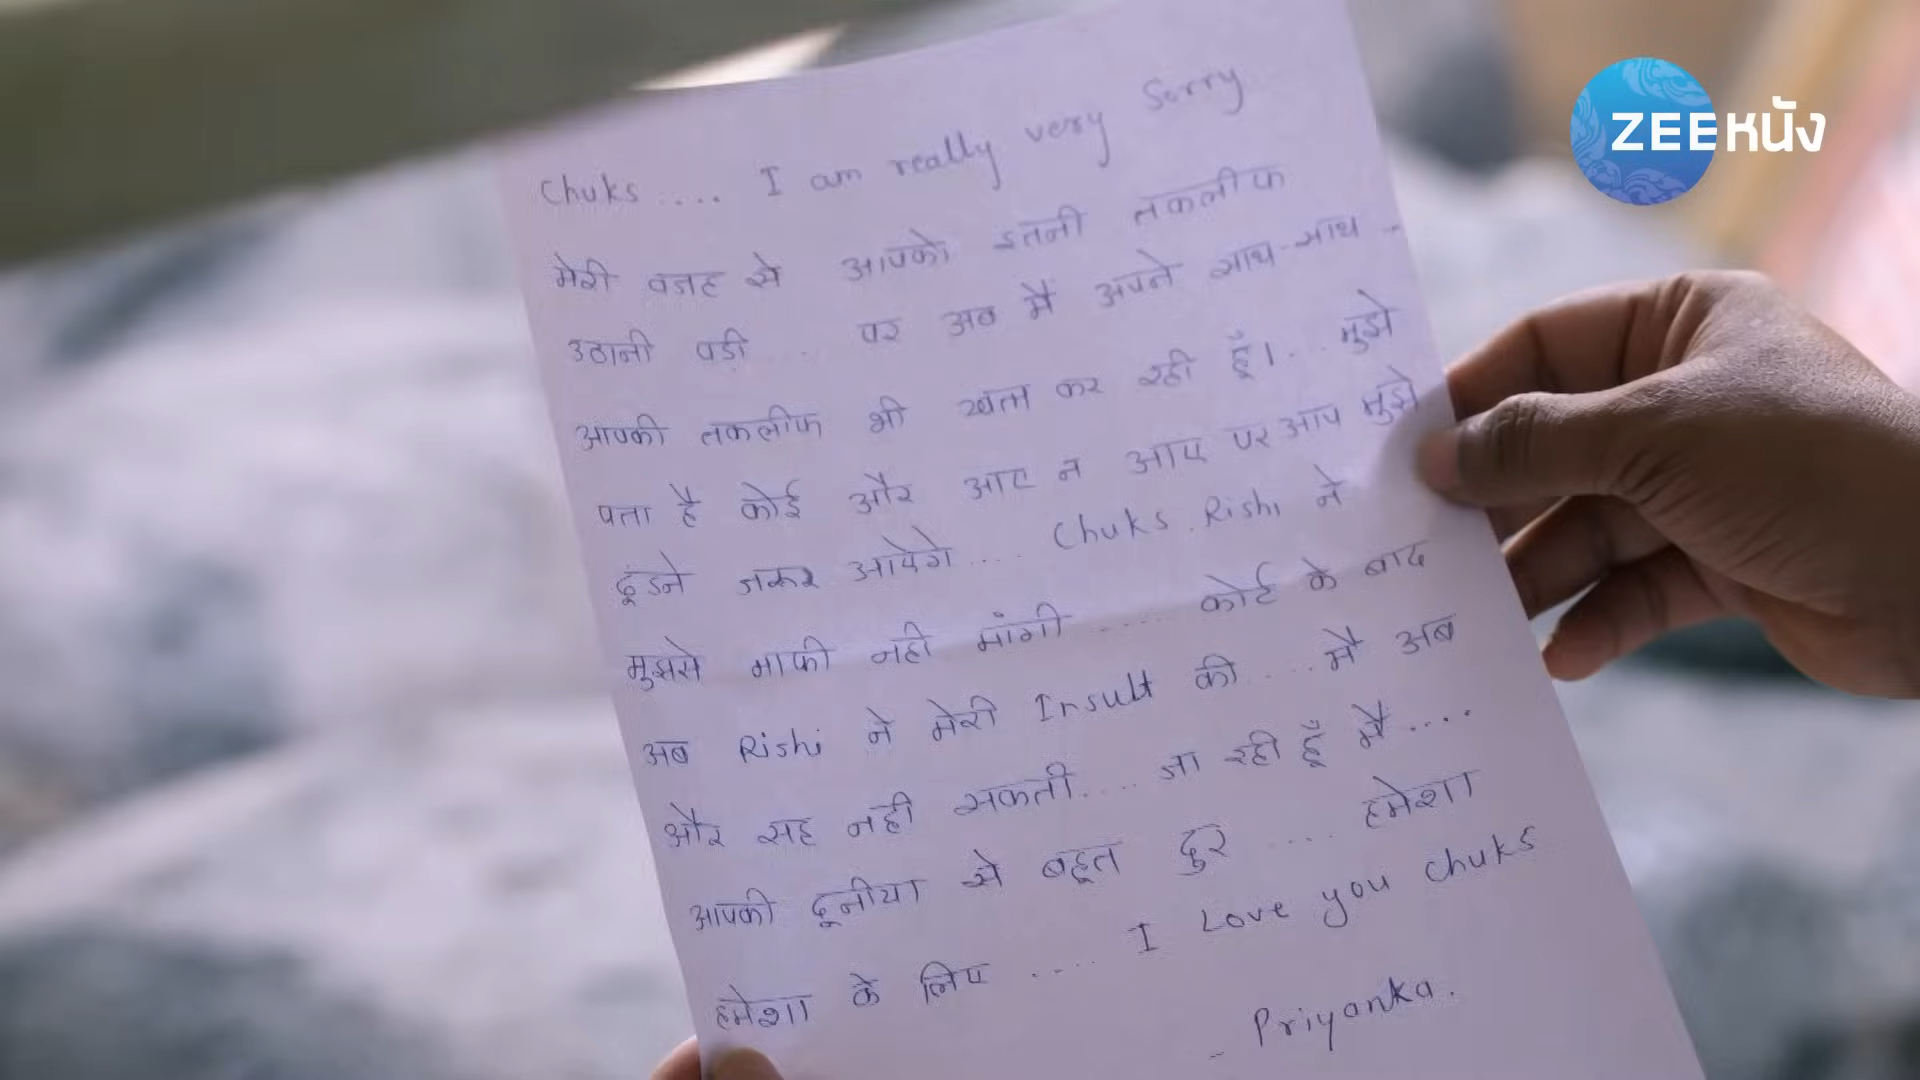 ZEE หนัง
Chuks .... I am really very sorry
मेरी वजह से आपको इतनी तकलीफ
उठानी पडी .. पर अब मैं अपने साथ-साथ -
आपकी तकलीफ भी खत्म कर रही हूँ।... मुझे
पता है कोई और आए न आए पर आप मुझे
ढूंडने जरूर आयेगे ... Chuks. Rishi ने
मुझसे माफी नही मांगी ..... कोर्ट के बाद
अब Rishi ने मेरी Insult की ....मै अब
और सह नही सकती.... जा रही हूँ मै ....
आपकी दूनीया से बहूत दुर .... हमेशा
हमेशा के लिए .... I Love you Chuks
- Priyanka.